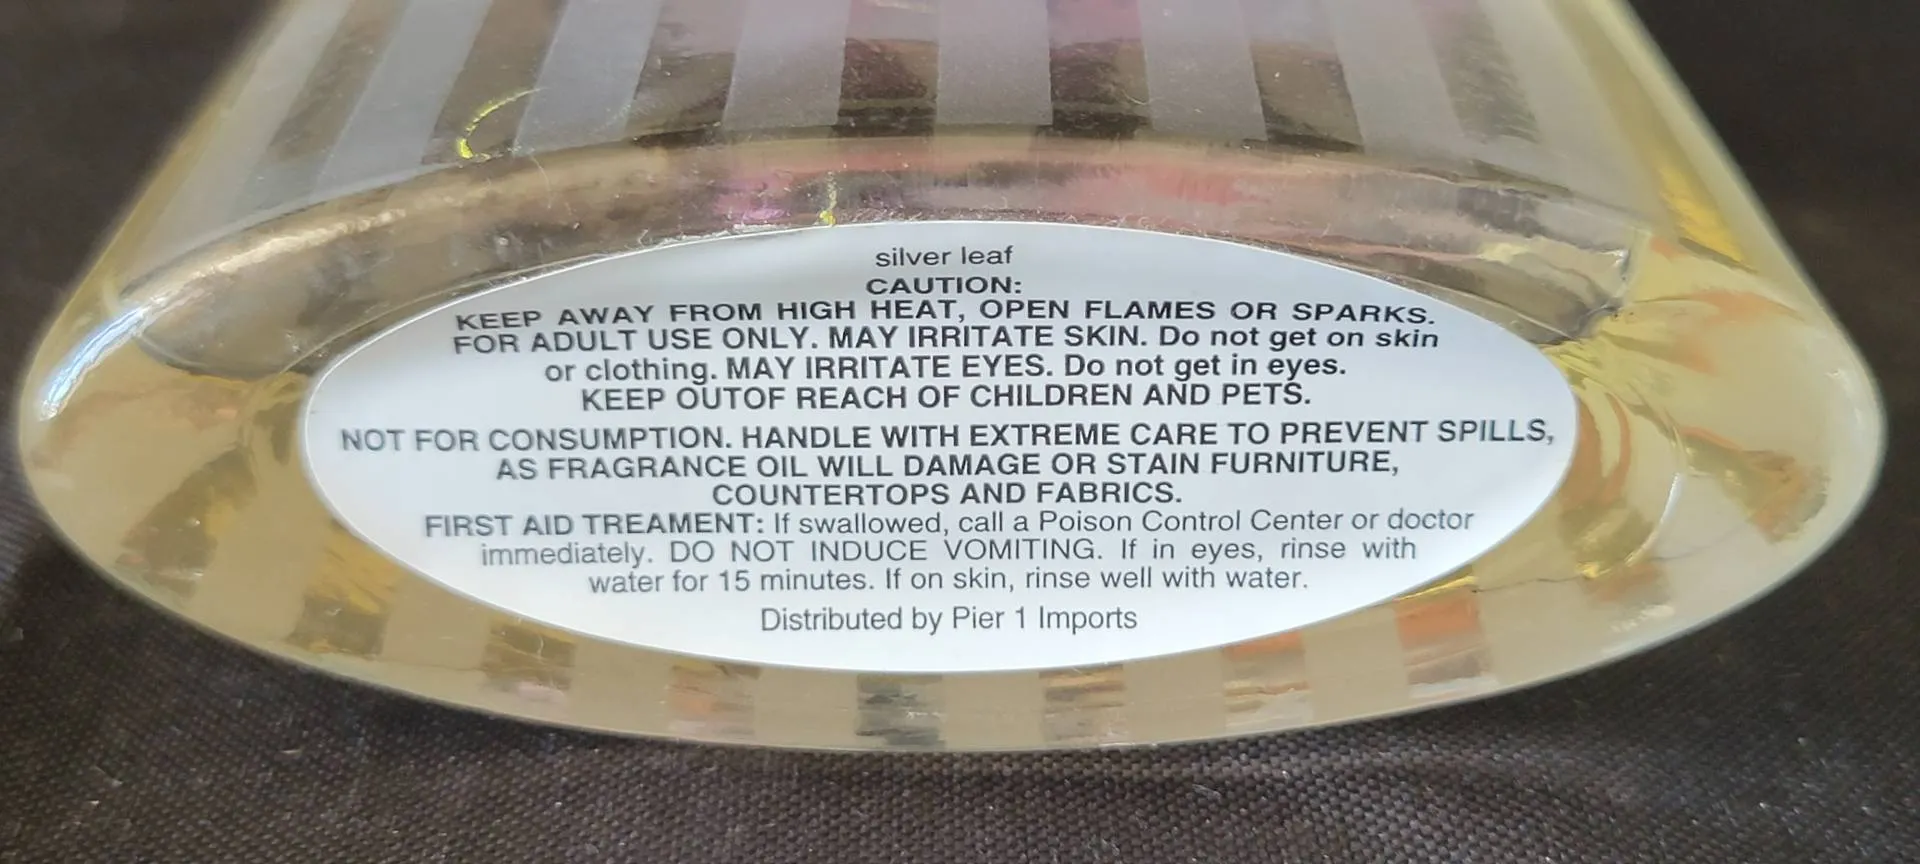 silver leaf
CAUTION:
KEEP AWAY FROM HIGH HEAT, OPEN FLAMES OR SPARKS.
FOR ADULT USE ONLY. MAY IRRITATE SKIN. Do not get on skin
or clothing. MAY IRRITATE EYES. Do not get in eyes.
KEEP OUTOF REACH OF CHILDREN AND PETS.
NOT FOR CONSUMPTION. HANDLE WITH EXTREME CARE TO PREVENT SPILLS,
AS FRAGRANCE OIL WILL DAMAGE OR STAIN FURNITURE,
COUNTERTOPS AND FABRICS.
FIRST AID TREAMENT: If swallowed, call a Poison Control Center or doctor
immediately. DO NOT INDUCE VOMITING. If in eyes, rinse with
water for 15 minutes. If on skin, rinse well with water.
Distributed by Pier 1 Imports